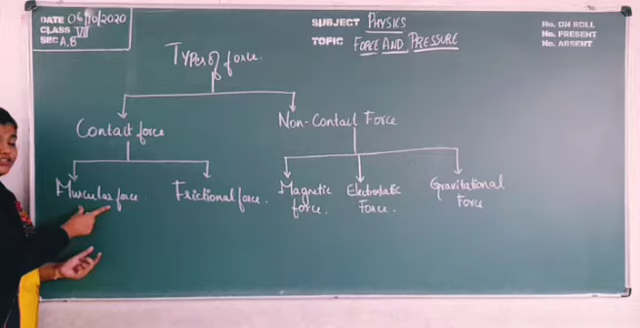 DATE 06/10/2020
CLASS VII
SEC A,B
SUBJECT PHYSICS
TOPIC FORCE AND PRESSURE
No. ON ROLL
No. PRESENT
No. ABSENT
Types of force.
Contact force
Non-Contact Force
Muscular force.
Frictional force.
Magnetic
force.
Electrostatic
Force.
Gravitational
Force